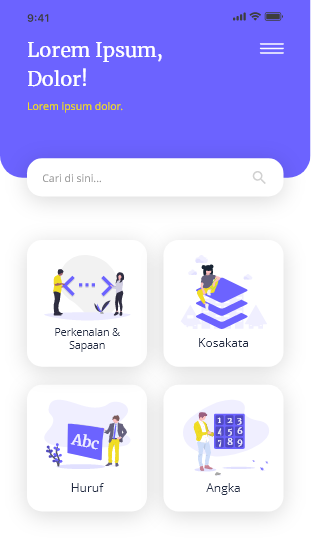 9:41
Lorem Ipsum,
Dolor!
Lorem ipsum dolor.
Cari di sini...
Perkenalan &
Sapaan
Kosakata
Abc
1 2 3
4 5 6
7 8 9
Huruf
Angka